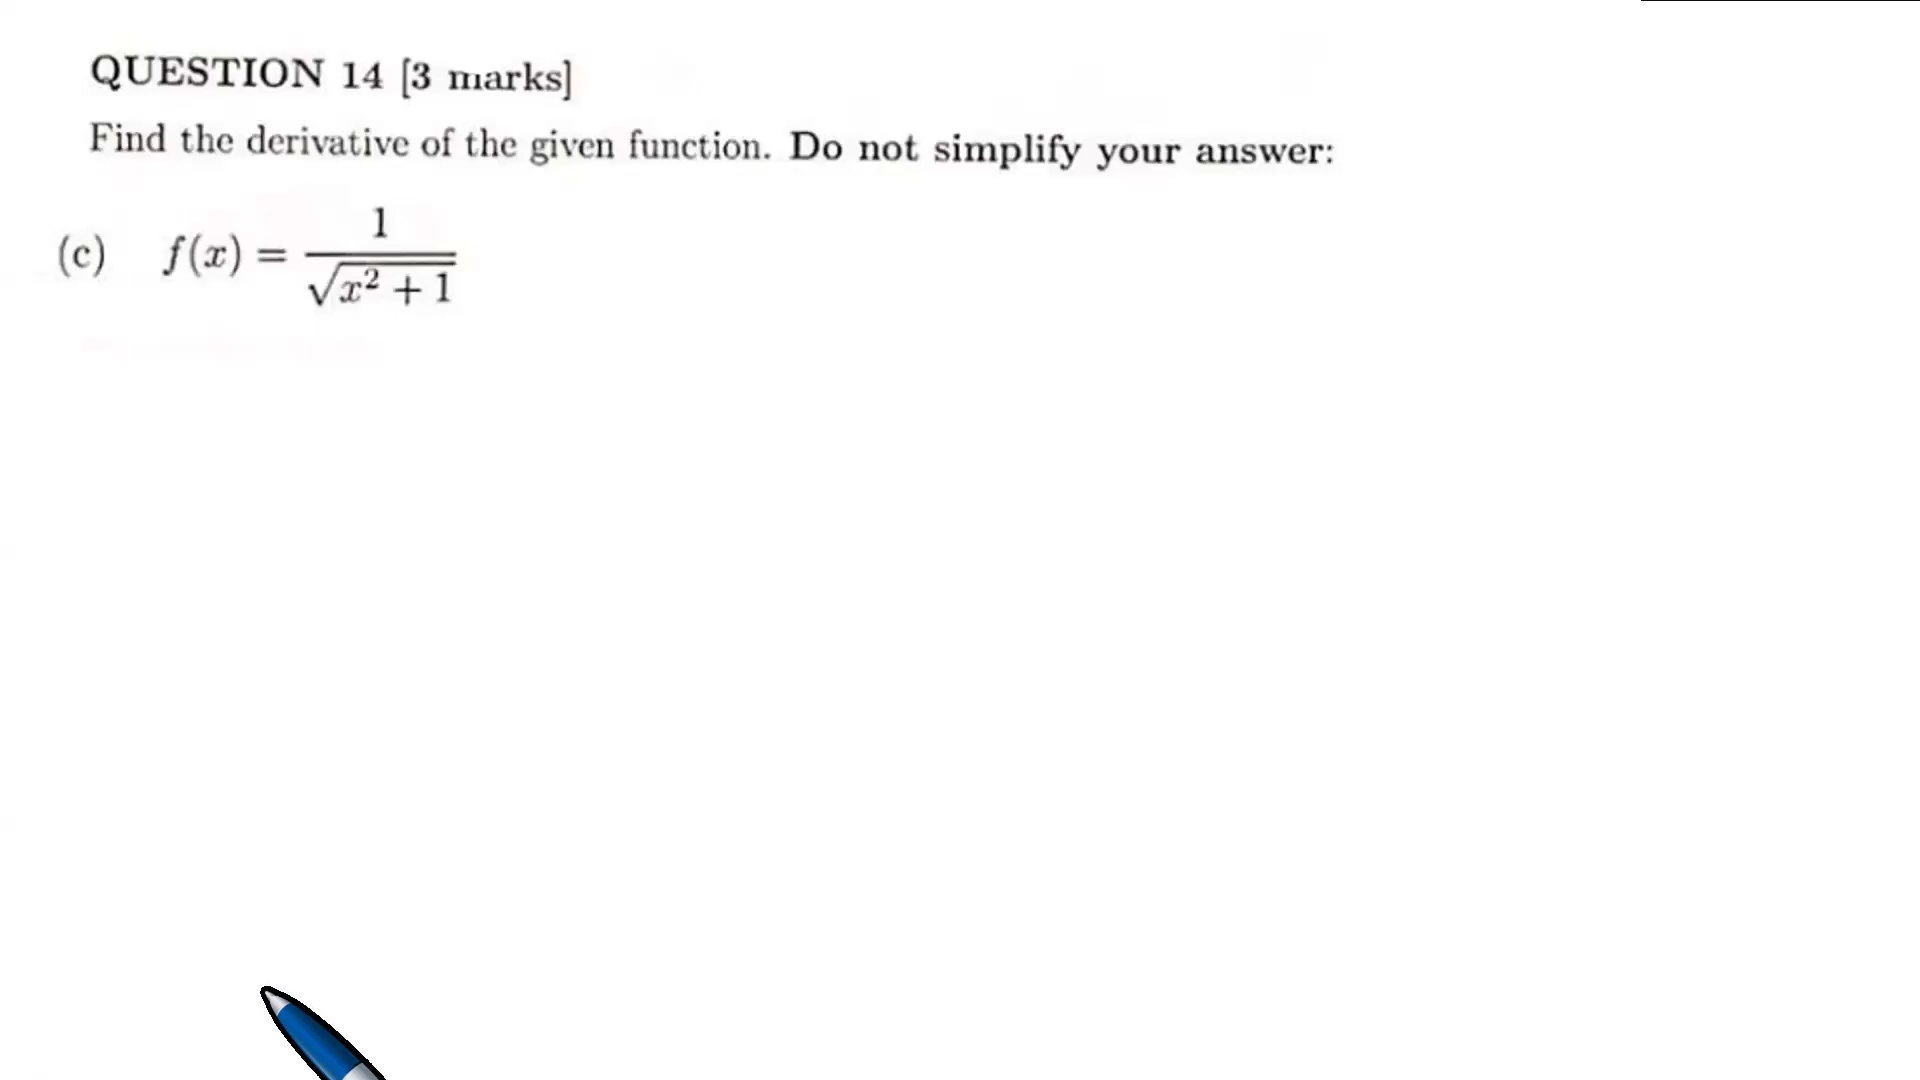 QUESTION 14 [3 marks]
Find the derivative of the given function. Do not simplify your answer:
(c) f(x) = 1/√(x² + 1)